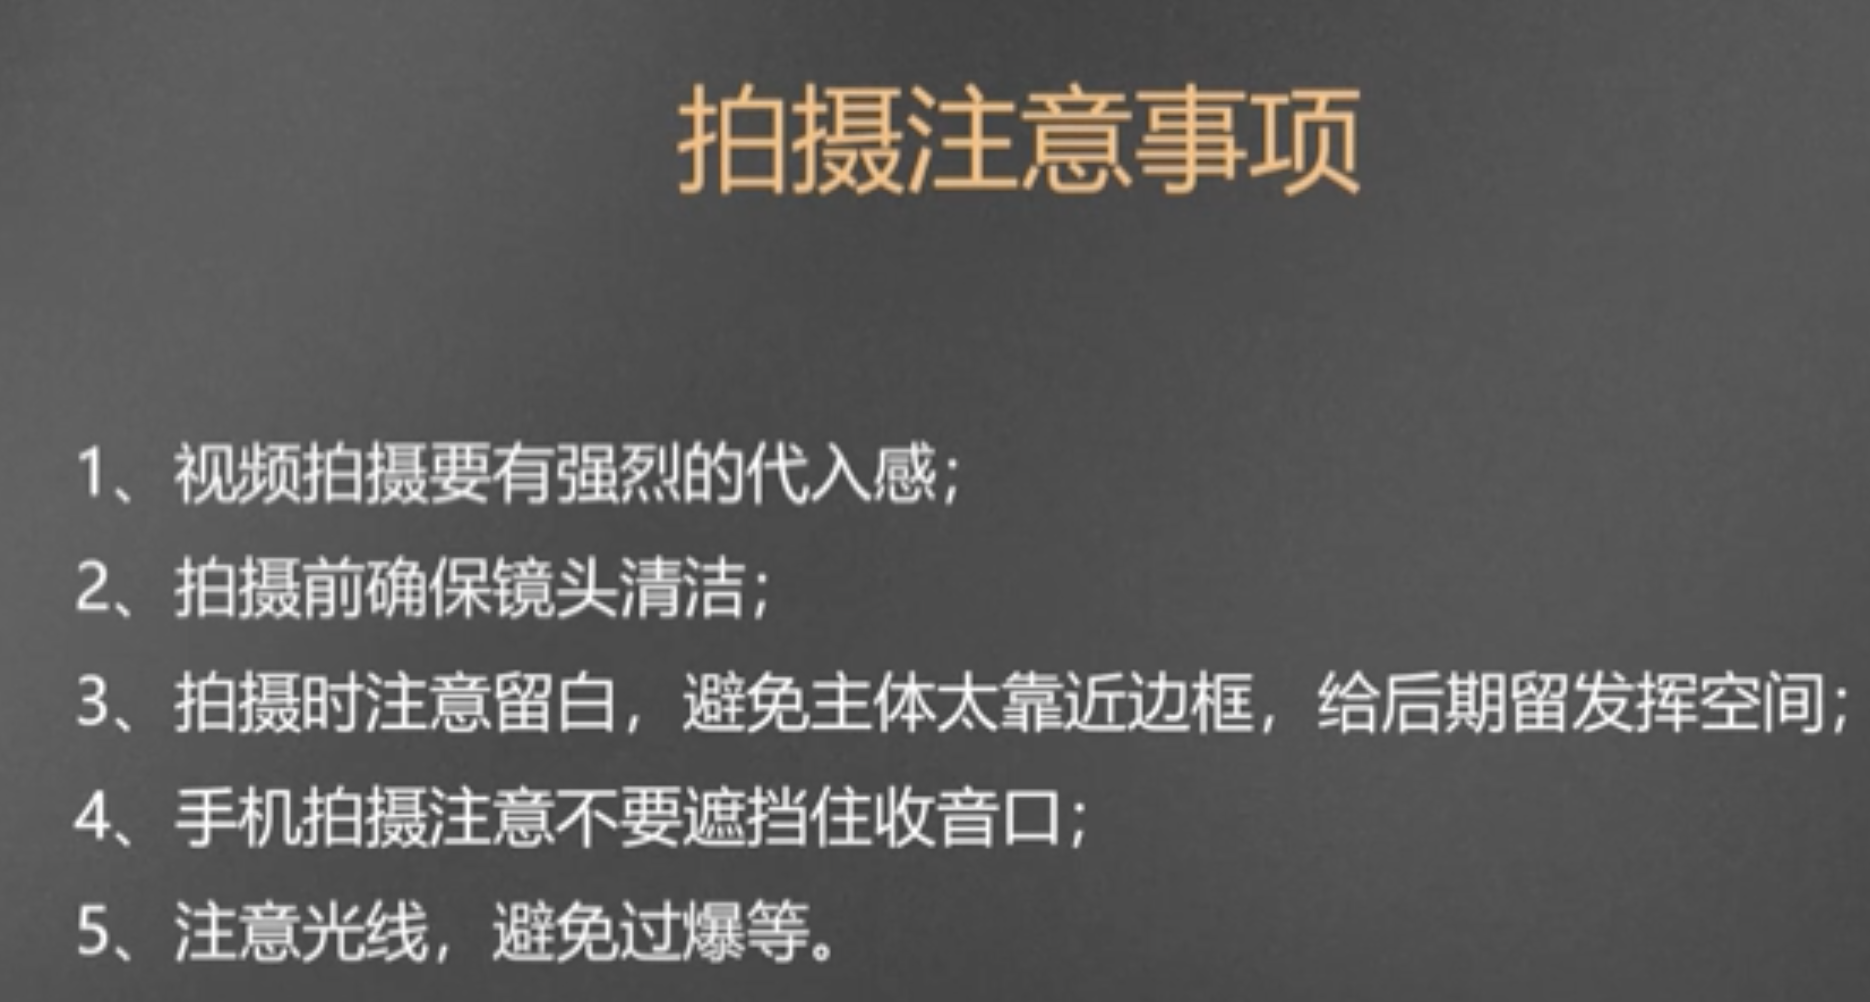 拍摄注意事项
1、视频拍摄要有强烈的代入感；
2、拍摄前确保镜头清洁；
3、拍摄时注意留白，避免主体太靠近边框，给后期留发挥空间；
4、手机拍摄注意不要遮挡住收音口；
5、注意光线，避免过爆等。